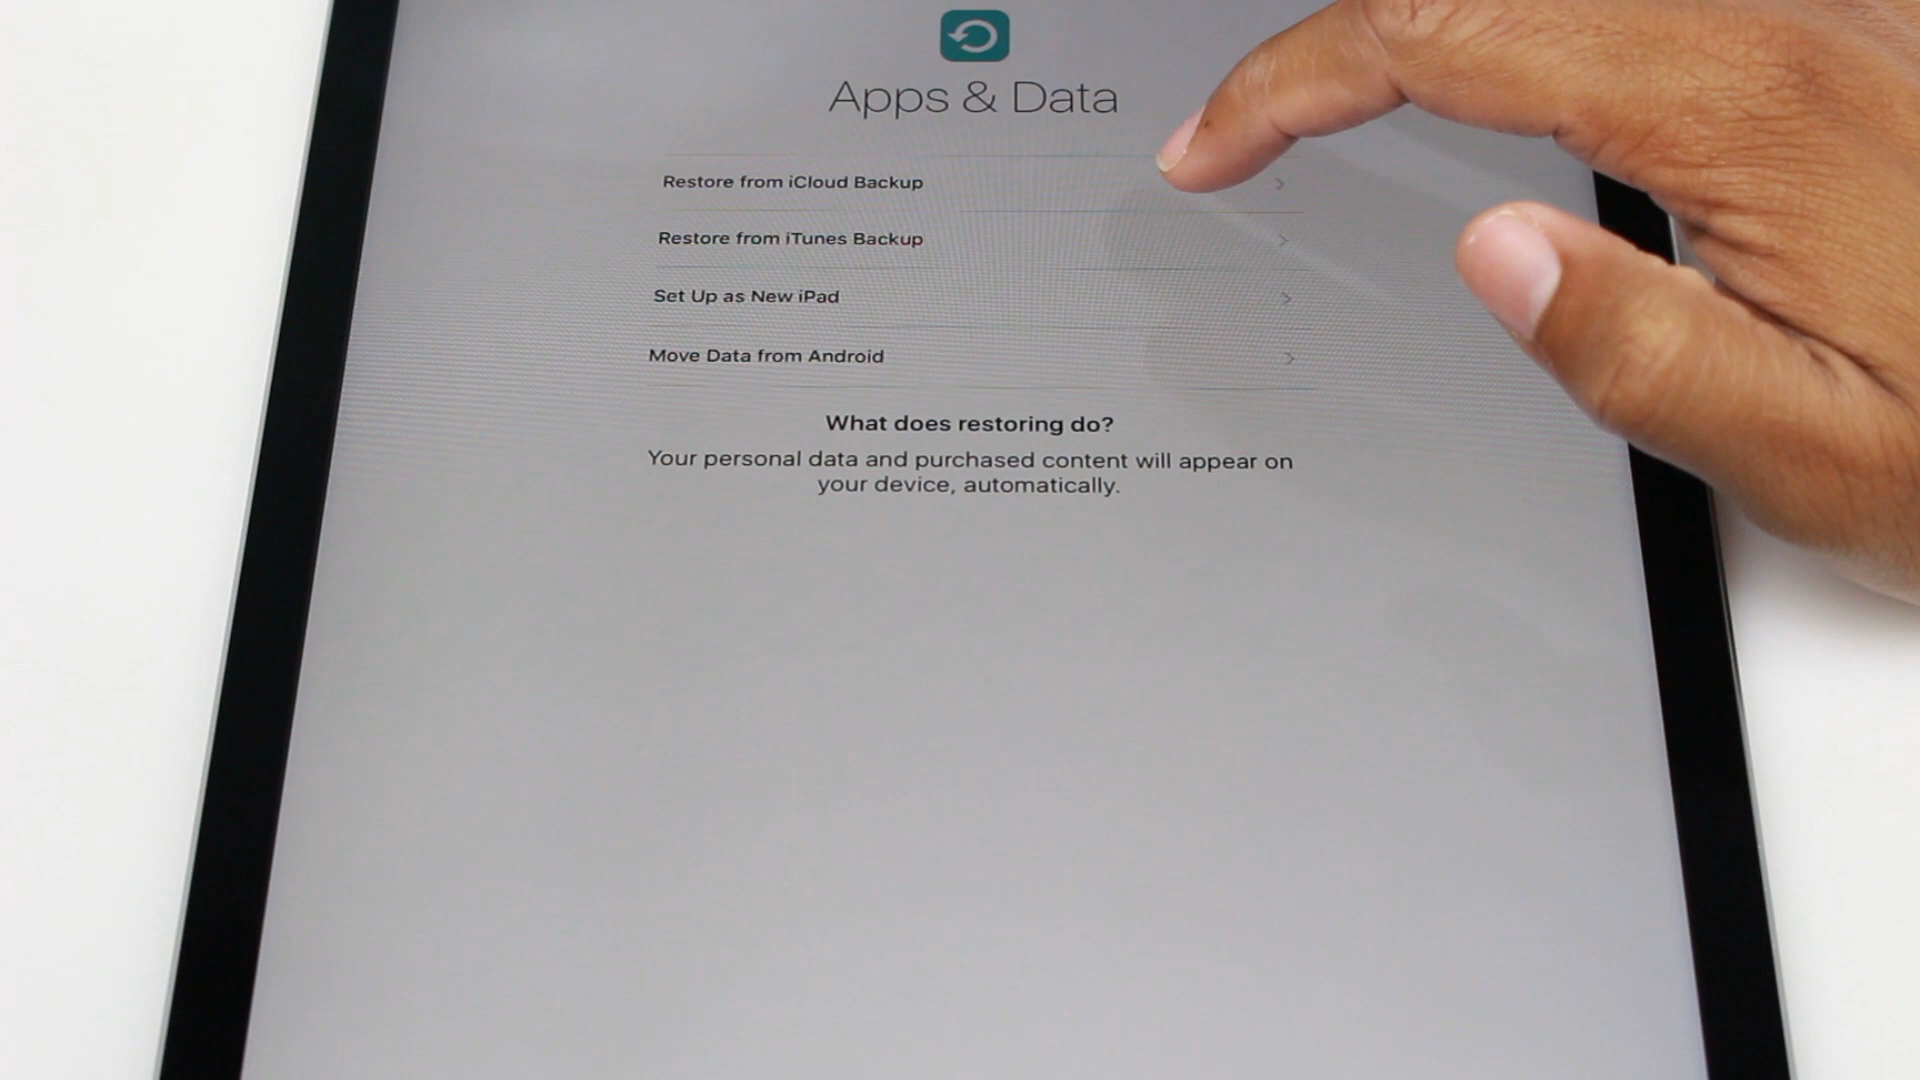 Apps & Data
Restore from iCloud Backup
Restore from iTunes Backup
Set Up as New iPad
Move Data from Android
What does restoring do?
Your personal data and purchased content will appear on
your device, automatically.